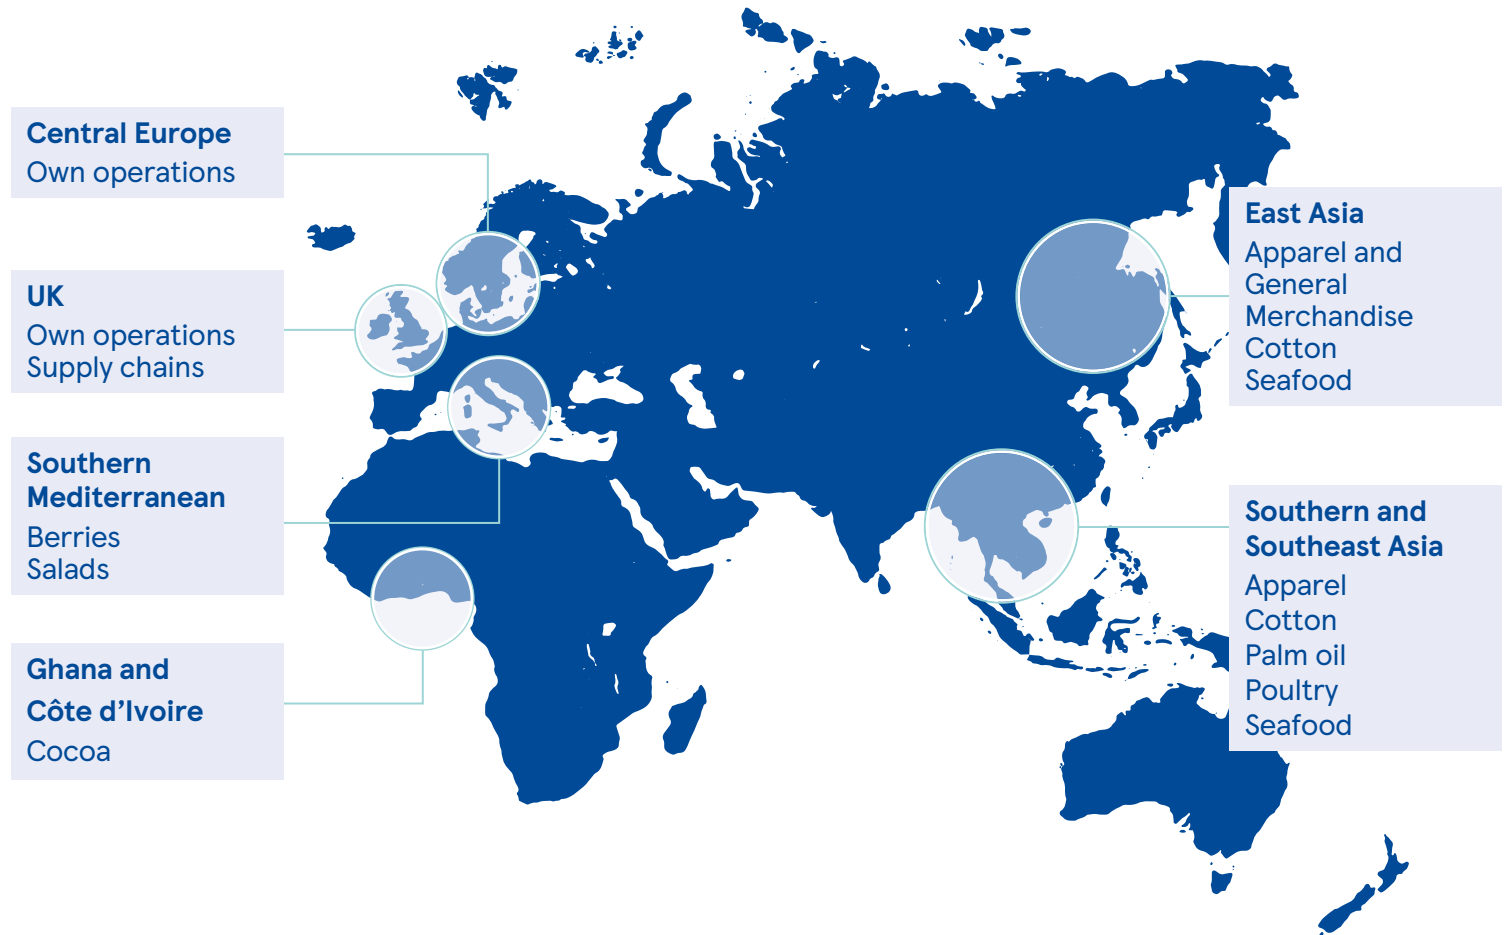 Central Europe
Own operations
UK
Own operations
Supply chains
Southern
Mediterranean
Berries
Salads
Ghana and
Côte d’Ivoire
Cocoa
East Asia
Apparel and
General
Merchandise
Cotton
Seafood
Southern and
Southeast Asia
Apparel
Cotton
Palm oil
Poultry
Seafood